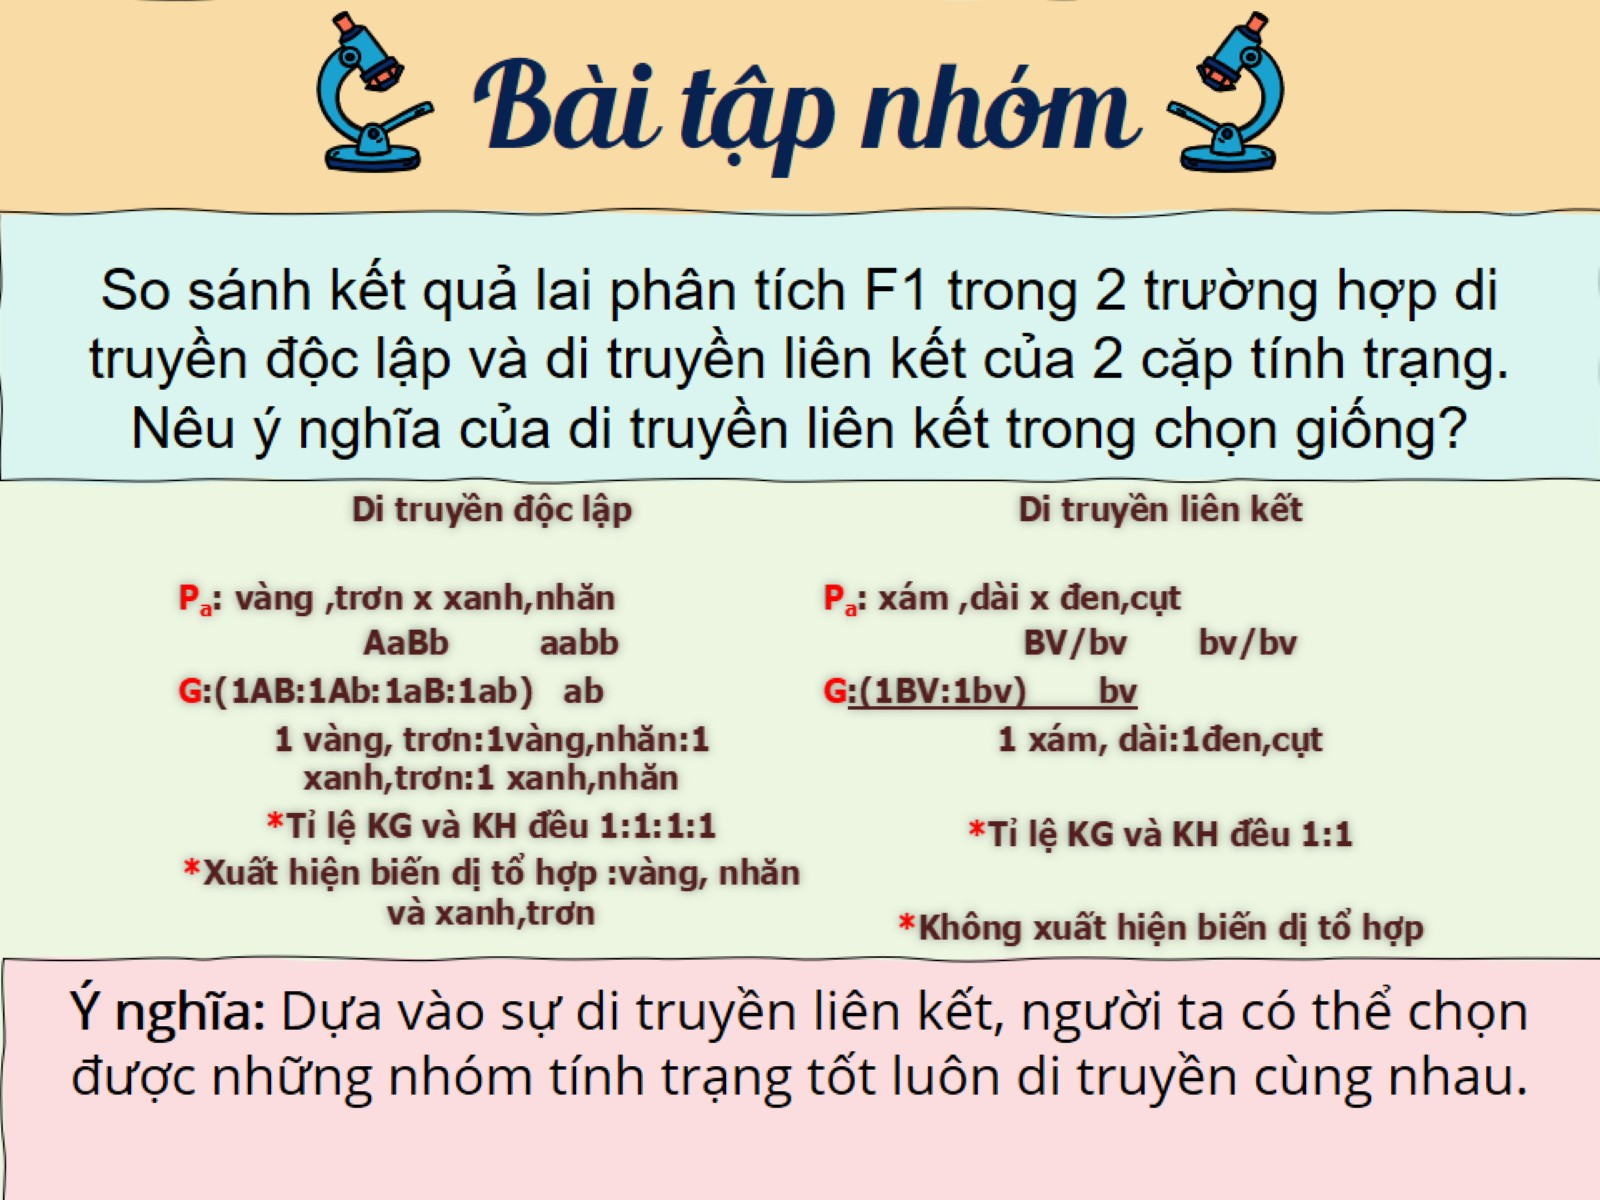 Bài tập nhóm
So sánh kết quả lai phân tích F1 trong 2 trường hợp di
truyền độc lập và di truyền liên kết của 2 cặp tính trạng.
Nêu ý nghĩa của di truyền liên kết trong chọn giống?
Di truyền độc lập
Pa: vàng ,trơn x xanh,nhăn
AaBb aabb
G:(1AB:1Ab:1aB:1ab) ab
1 vàng, trơn:1vàng,nhăn:1
xanh,trơn:1 xanh,nhăn
*Tỉ lệ KG và KH đều 1:1:1:1
*Xuất hiện biến dị tổ hợp :vàng, nhăn
và xanh,trơn
Di truyền liên kết
Pa: xám ,dài x đen,cụt
BV/bv bv/bv
G:(1BV:1bv) bv
1 xám, dài:1đen,cụt
*Tỉ lệ KG và KH đều 1:1
*Không xuất hiện biến dị tổ hợp
Ý nghĩa: Dựa vào sự di truyền liên kết, người ta có thể chọn
được những nhóm tính trạng tốt luôn di truyền cùng nhau.